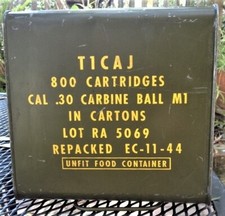 T1CAJ
800 CARTRIDGES
CAL .30 CARBINE BALL M1
IN CARTONS
LOT RA 5069
REPACKED EC-11-44
UNFIT FOOD CONTAINER